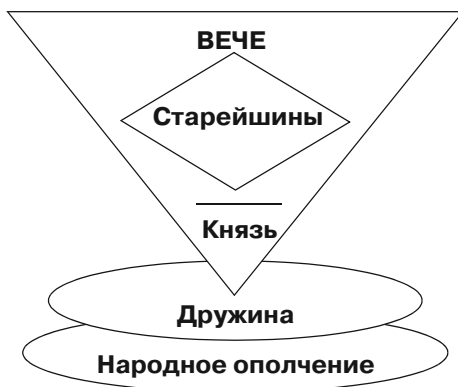 ВЕЧЕ
Старейшины
Князь
Дружина
Народное ополчение